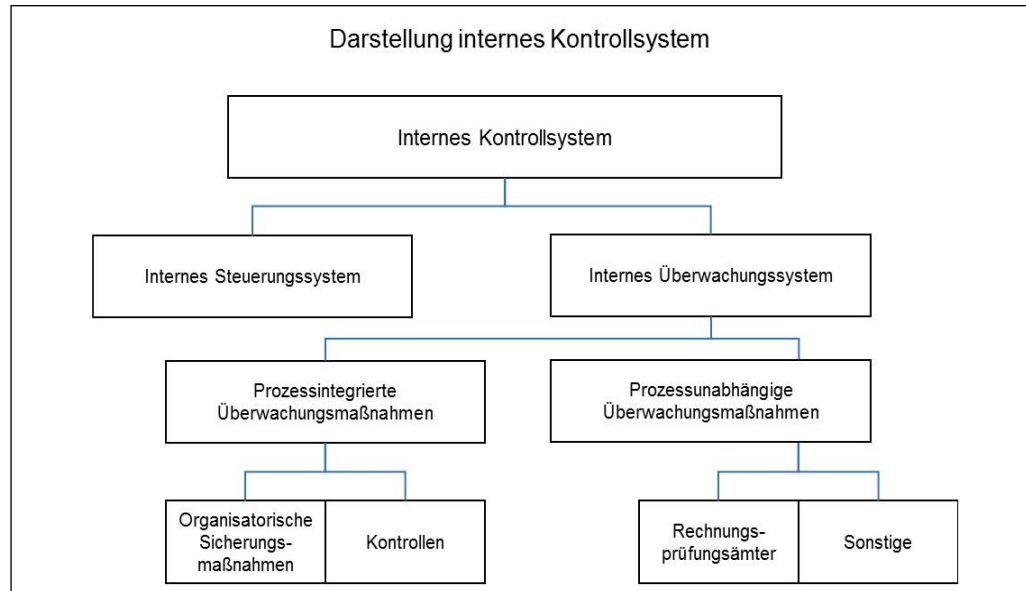 Darstellung internes Kontrollsystem
Internes Kontrollsystem
Internes Steuerungssystem
Internes Überwachungssystem
Prozessintegrierte
Überwachungsmaßnahmen
Prozessunabhängige
Überwachungsmaßnahmen
Organisatorische
Sicherungs-
maßnahmen
Kontrollen
Rechnungs-
prüfungsämter
Sonstige